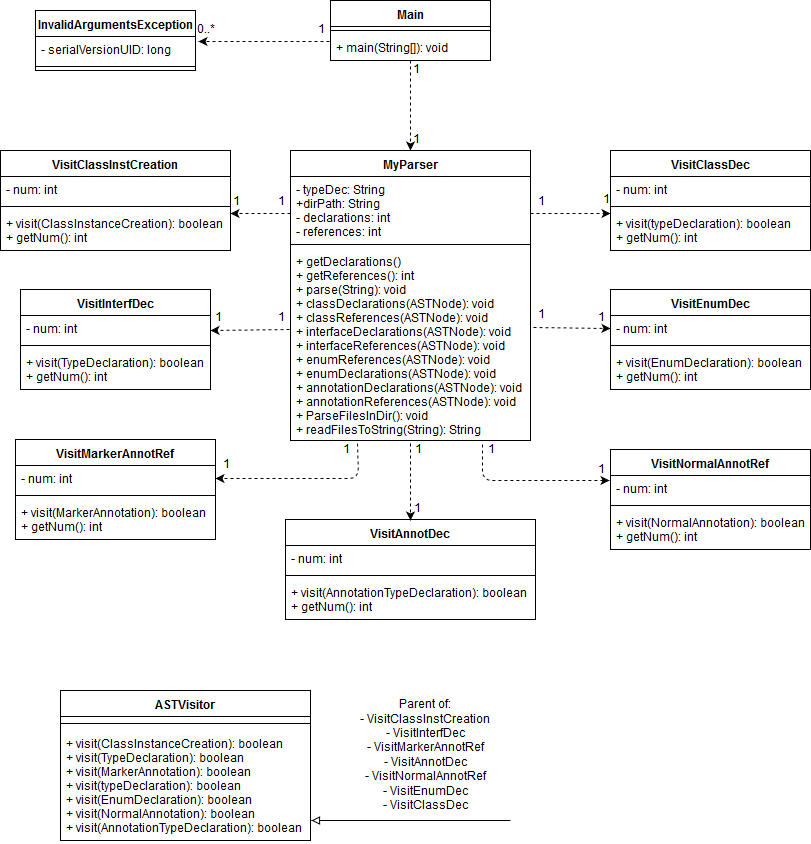 InvalidArgumentsException
- serialVersionUID: long
0..*
1
Main
+ main(String[]): void
1
1
VisitClassInstCreation
- num: int
+ visit(ClassInstanceCreation): boolean
+ getNum(): int
1
1
MyParser
- typeDec: String
+dirPath: String
- declarations: int
- references: int
+ getDeclarations()
+ getReferences(): int
+ parse(String): void
+ classDeclarations(ASTNode): void
+ classReferences(ASTNode): void
+ interfaceDeclarations(ASTNode): void
+ interfaceReferences(ASTNode): void
+ enumReferences(ASTNode): void
+ enumDeclarations(ASTNode): void
+ annotationDeclarations(ASTNode): void
+ annotationReferences(ASTNode): void
+ ParseFilesInDir(): void
+ readFilesToString(String): String
1
1
VisitClassDec
- num: int
+ visit(typeDeclaration): boolean
+ getNum(): int
VisitInterfDec
- num: int
+ visit(TypeDeclaration): boolean
+ getNum(): int
1
1
1
1
VisitEnumDec
- num: int
+ visit(EnumDeclaration): boolean
+ getNum(): int
VisitMarkerAnnotRef
- num: int
+ visit(MarkerAnnotation): boolean
+ getNum(): int
1
1
1
1
1
1
VisitNormalAnnotRef
- num: int
+ visit(NormalAnnotation): boolean
+ getNum(): int
VisitAnnotDec
- num: int
+ visit(AnnotationTypeDeclaration): boolean
+ getNum(): int
ASTVisitor
+ visit(ClassInstanceCreation): boolean
+ visit(TypeDeclaration): boolean
+ visit(MarkerAnnotation): boolean
+ visit(typeDeclaration): boolean
+ visit(EnumDeclaration): boolean
+ visit(NormalAnnotation): boolean
+ visit(AnnotationTypeDeclaration): boolean
Parent of:
- VisitClassInstCreation
- VisitInterfDec
- VisitMarkerAnnotRef
- VisitAnnotDec
- VisitNormalAnnotRef
- VisitEnumDec
- VisitClassDec